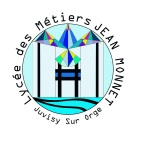 Lycée des Métiers JEAN MONNET
Juvisy Sur Orge